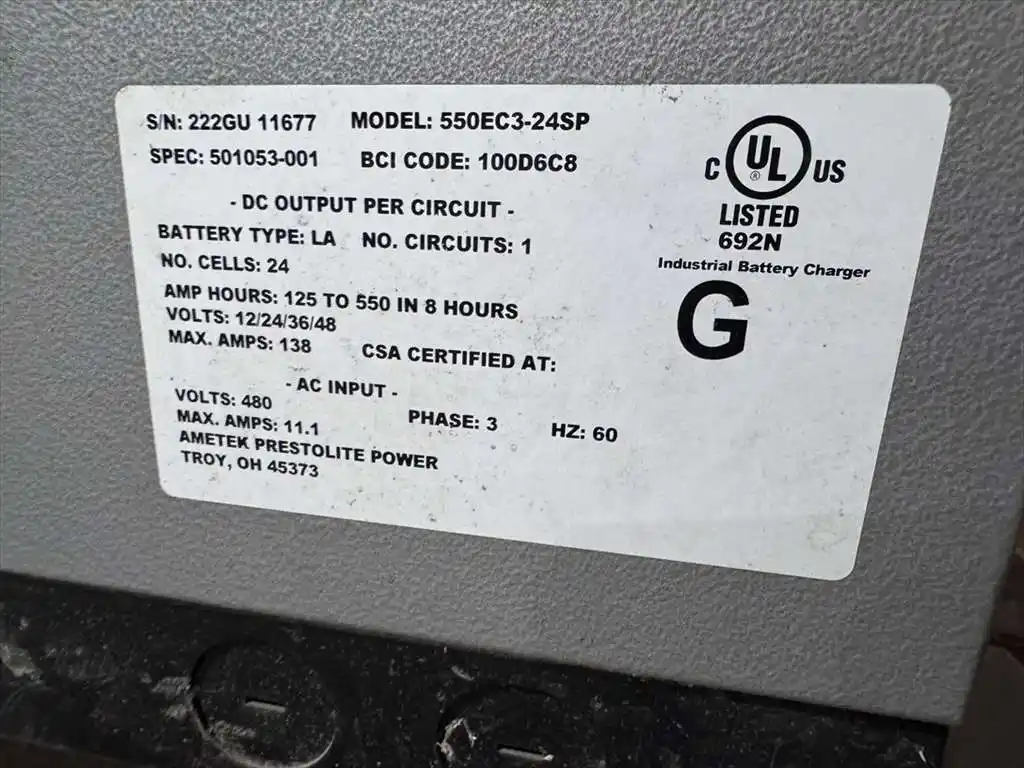 S/N: 222GU 11677 MODEL: 550EC3-24SP
SPEC: 501053-001 BCI CODE: 100D6C8
- DC OUTPUT PER CIRCUIT -
BATTERY TYPE: LA NO. CIRCUITS: 1
NO. CELLS: 24
AMP HOURS: 125 TO 550 IN 8 HOURS
VOLTS: 12/24/36/48
MAX. AMPS: 138 CSA CERTIFIED AT:
- AC INPUT -
VOLTS: 480 PHASE: 3 HZ: 60
MAX. AMPS: 11.1
AMETEK PRESTOLITE POWER
TROY, OH 45373
C UL ® US
LISTED
692N
Industrial Battery Charger
G